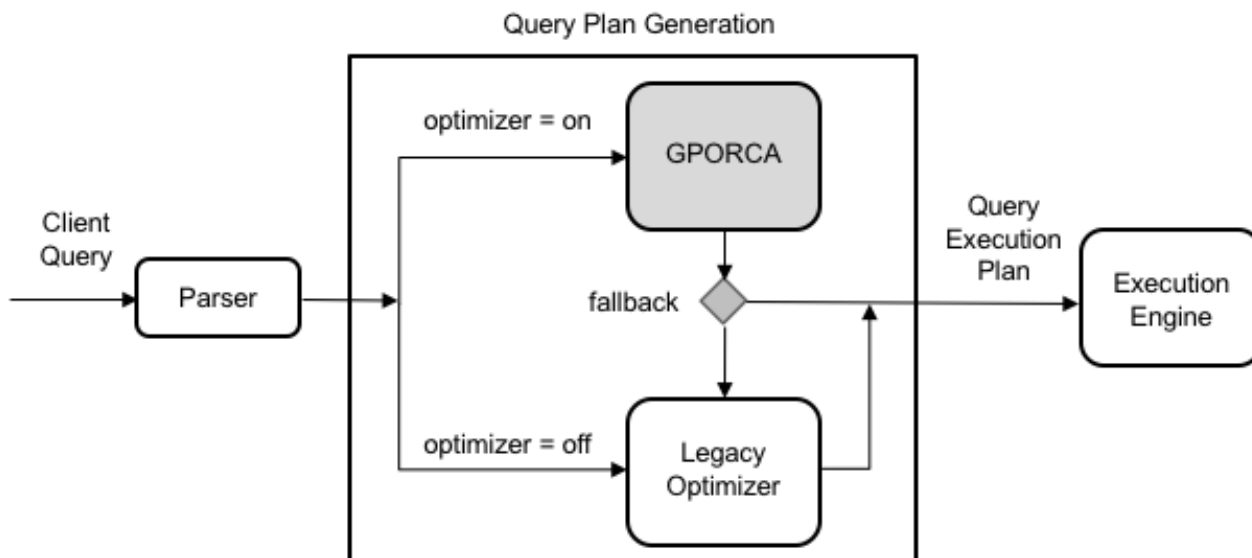 Query Plan Generation
optimizer = on
GPORCA
Client
Query
Parser
fallback
Query
Execution
Plan
Execution
Engine
optimizer = off
Legacy
Optimizer